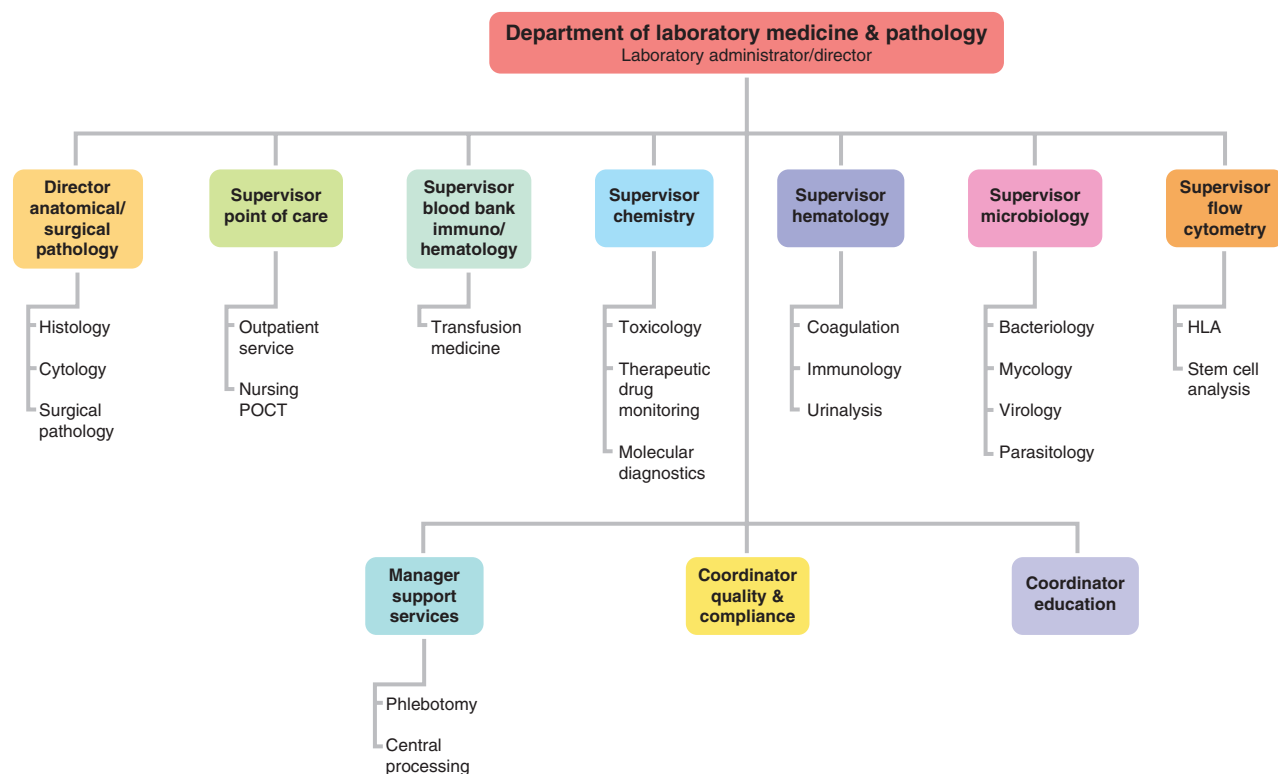 Department of laboratory medicine & pathology
Laboratory administrator/director
Director
anatomical/
surgical
pathology
Histology
Cytology
Surgical
pathology
Supervisor
point of care
Outpatient
service
Nursing
POCT
Supervisor
blood bank
immuno/
hematology
Transfusion
medicine
Supervisor
chemistry
Toxicology
Therapeutic
drug
monitoring
Molecular
diagnostics
Supervisor
hematology
Coagulation
Immunology
Urinalysis
Supervisor
microbiology
Bacteriology
Mycology
Virology
Parasitology
Supervisor
flow
cytometry
HLA
Stem cell
analysis
Manager
support
services
Phlebotomy
Central
processing
Coordinator
quality &
compliance
Coordinator
education